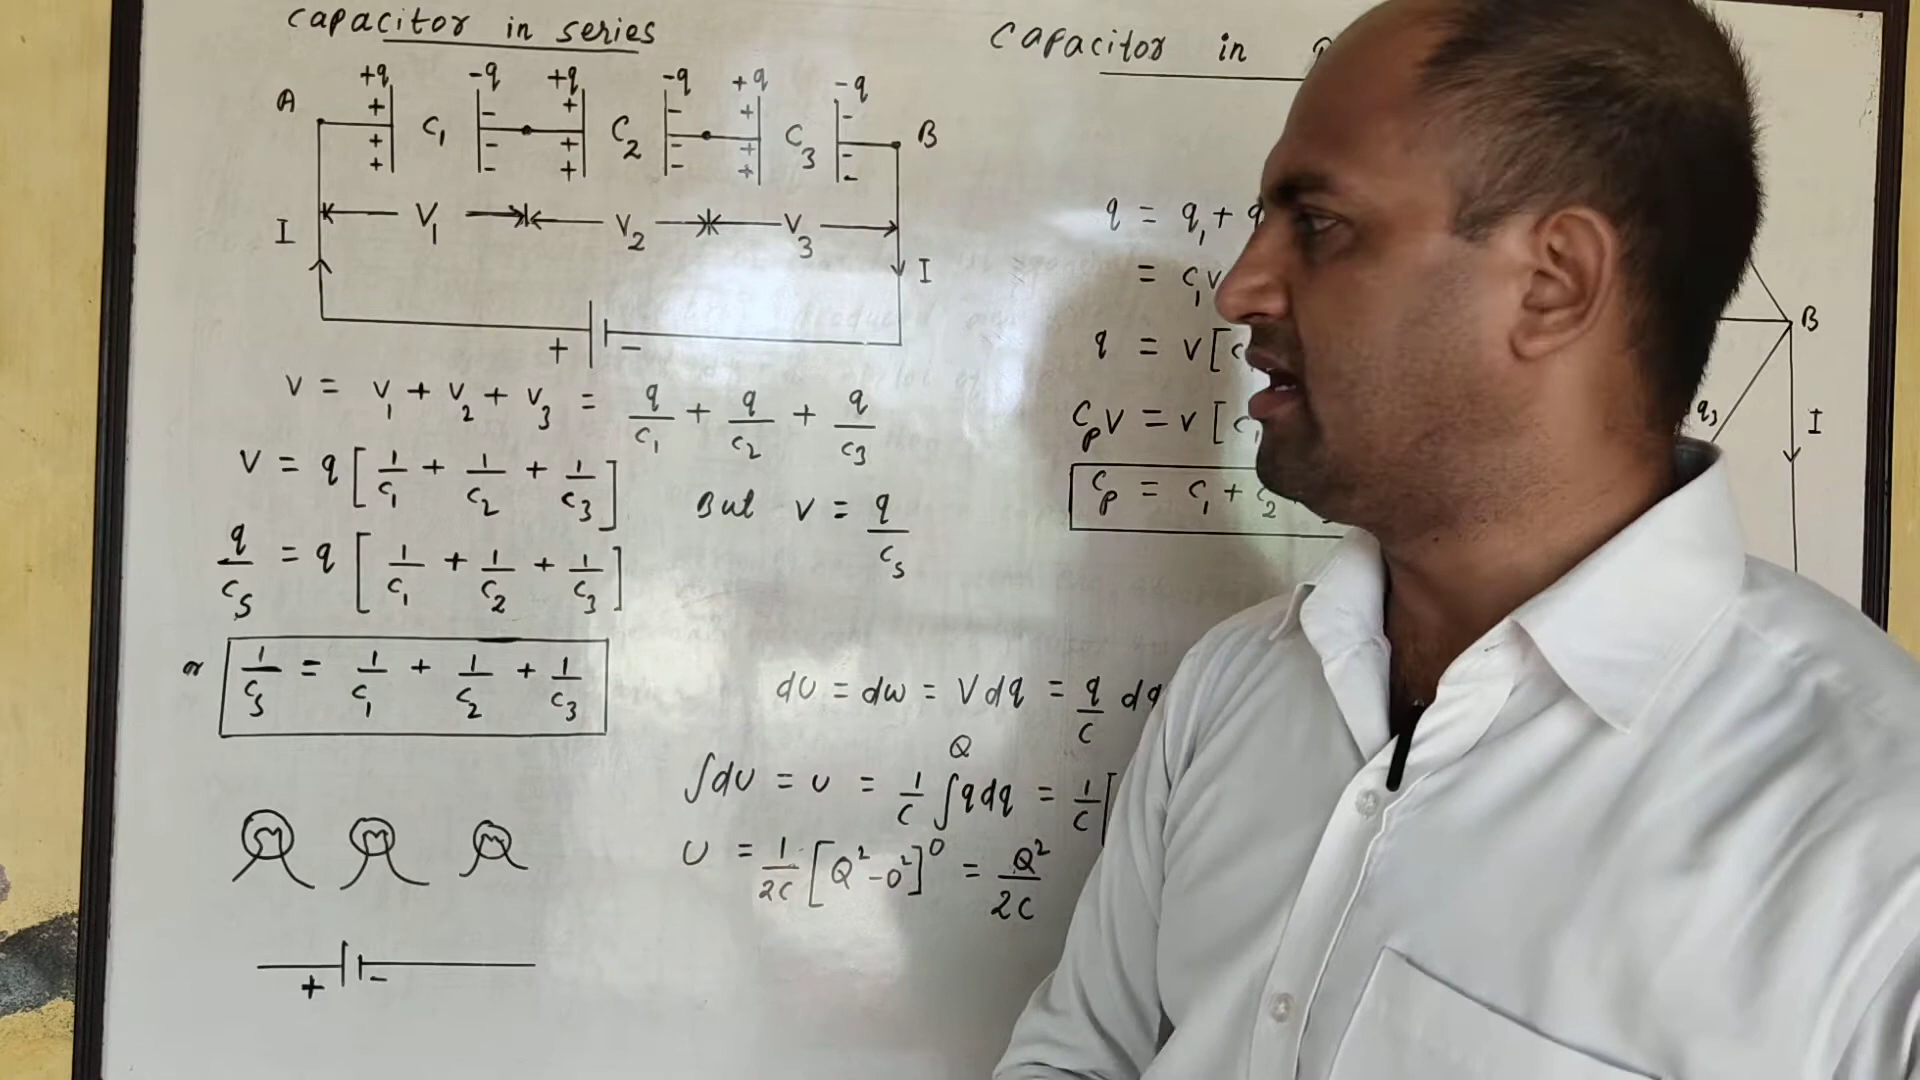 capacitor in series
+q -q +q -q +q -q
A + - + - + - B
C1 C2 C3
+ - + - + -
+ - + - + -
I V1 V2 V3 I
+ -
V = V1 + V2 + V3 = q/C1 + q/C2 + q/C3
V = q [1/C1 + 1/C2 + 1/C3]
But V = q/Cs
q/Cs = q [1/C1 + 1/C2 + 1/C3]
or 1/Cs = 1/C1 + 1/C2 + 1/C3
+ -
capacitor in
q = q1 +
= C1V
q = V [
CpV = V [
Cp = C1 + C2
B
q3
I
dU = dw = Vdq = q/C dq
∫dU = U = 1/C ∫ Q qdq = 1/C [
U = 1/2C [Q² - 0²]⁰ = Q²/2C